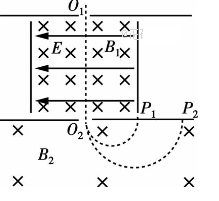 O₁
E B₁
P₁ P₂
O₂
B₂